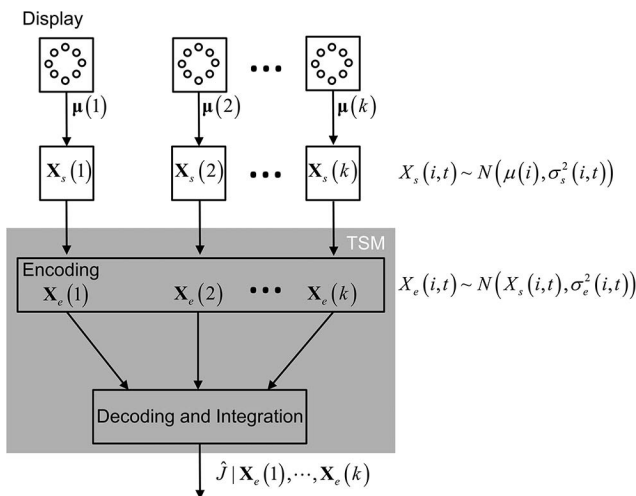 Display
μ(1) μ(2) μ(k)
X_s(1) X_s(2) ••• X_s(k) X_s(i,t) ~ N(μ(i),σ_s^2(i,t))
TSM
Encoding
X_e(1) X_e(2) ••• X_e(k) X_e(i,t) ~ N(X_s(i,t),σ_e^2(i,t))
Decoding and Integration
Ĵ | X_e(1),⋯,X_e(k)